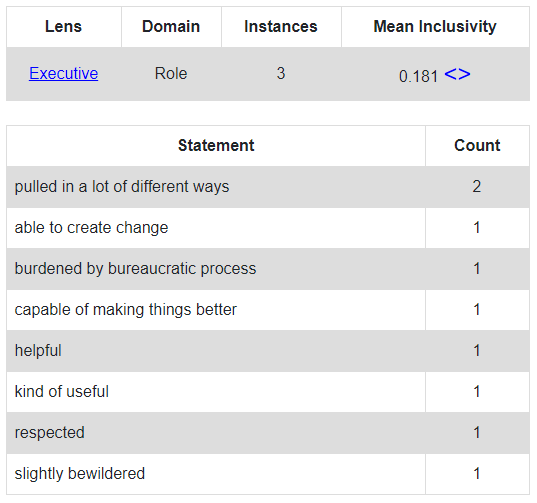 Lens Domain Instances Mean Inclusivity
Executive Role 3 0.181 <>
Statement Count
pulled in a lot of different ways 2
able to create change 1
burdened by bureaucratic process 1
capable of making things better 1
helpful 1
kind of useful 1
respected 1
slightly bewildered 1